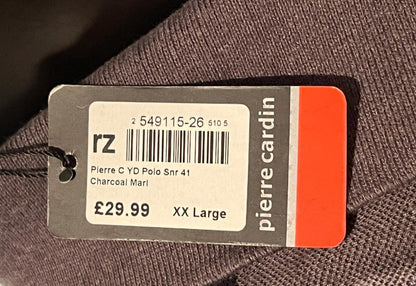 2 549115-26 510 5
rz
Pierre C YD Polo Snr 41
Charcoal Marl
£29.99 XX Large
pierre cardin